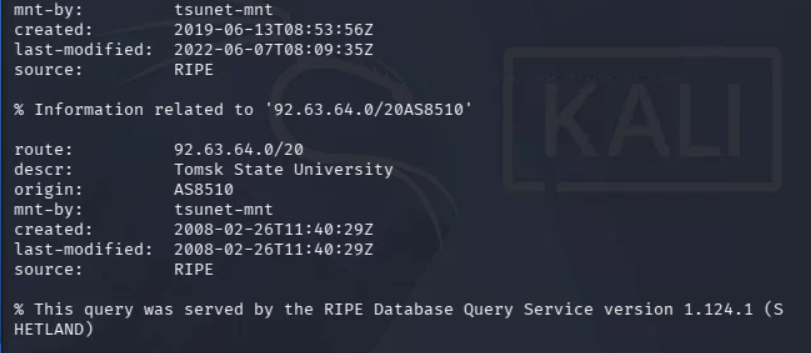 mnt-by:         tsunet-mnt
created:        2019-06-13T08:53:56Z
last-modified:  2022-06-07T08:09:35Z
source:         RIPE
% Information related to '92.63.64.0/20AS8510'
route:          92.63.64.0/20
descr:          Tomsk State University
origin:         AS8510
mnt-by:         tsunet-mnt
created:        2008-02-26T11:40:29Z
last-modified:  2008-02-26T11:40:29Z
source:         RIPE
% This query was served by the RIPE Database Query Service version 1.124.1 (S
HETLAND)
KALI